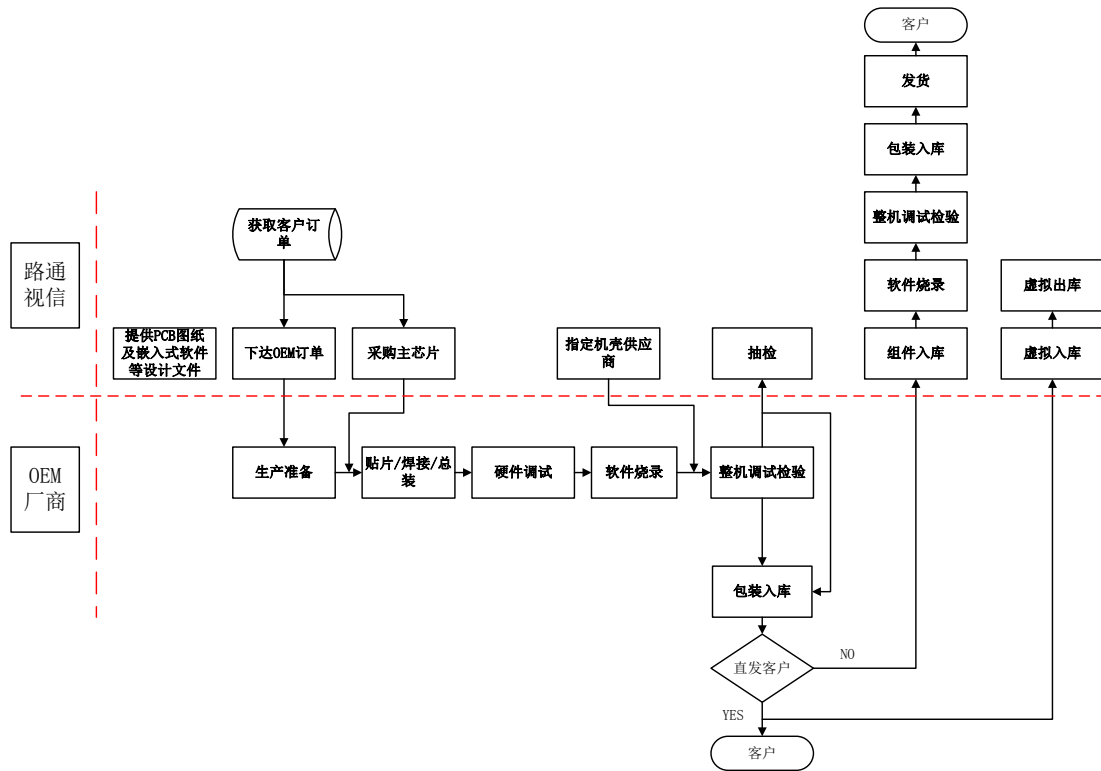 客户
发货
包装入库
整机调试检验
获取客户订
单
路通
视信
软件烧录
虚拟出库
提供PCB图纸
及嵌入式软件
等设计文件
下达OEM订单
采购主芯片
指定机壳供应
商
抽检
组件入库
虚拟入库
OEM
厂商
生产准备
贴片/焊接/总
装
硬件调试
软件烧录
整机调试检验
包装入库
直发客户
NO
YES
客户